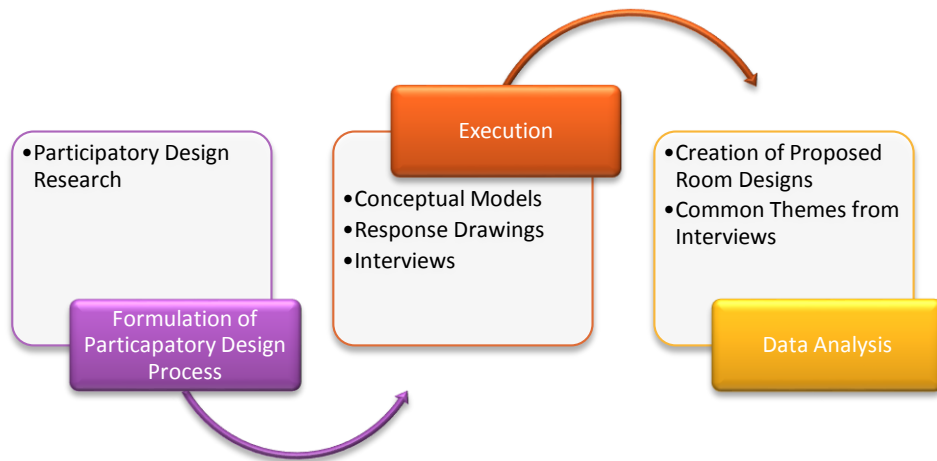 •Participatory Design
Research
Formulation of
Particapatory Design
Process
Execution
•Conceptual Models
•Response Drawings
•Interviews
•Creation of Proposed
Room Designs
•Common Themes from
Interviews
Data Analysis